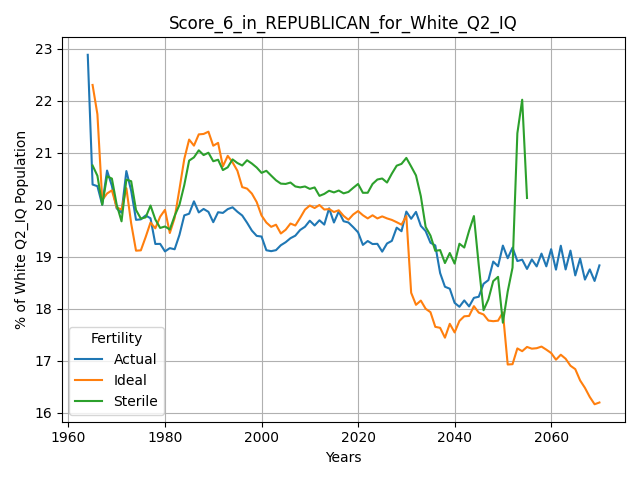 Score_6_in_REPUBLICAN_for_White_Q2_IQ
% of White Q2_IQ Population
23
22
21
20
19
18
17
16
Fertility
Actual
Ideal
Sterile
1960
1980
2000
2020
2040
2060
Years